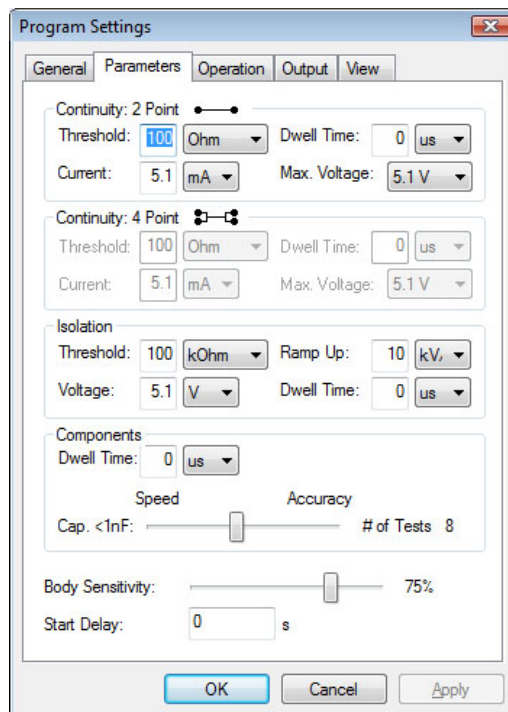 Program Settings
General Parameters Operation Output View
Continuity: 2 Point
Threshold: 100 Ohm Dwell Time: 0 us
Current: 5.1 mA Max. Voltage: 5.1 V
Continuity: 4 Point
Threshold: 100 Ohm Dwell Time: 0 us
Current: 5.1 mA Max. Voltage: 5.1 V
Isolation
Threshold: 100 kOhm Ramp Up: 10 kV/
Voltage: 5.1 V Dwell Time: 0 us
Components
Dwell Time: 0 us
Speed Accuracy
Cap. <1nF: # of Tests 8
Body Sensitivity: 75%
Start Delay: 0 s
OK Cancel Apply